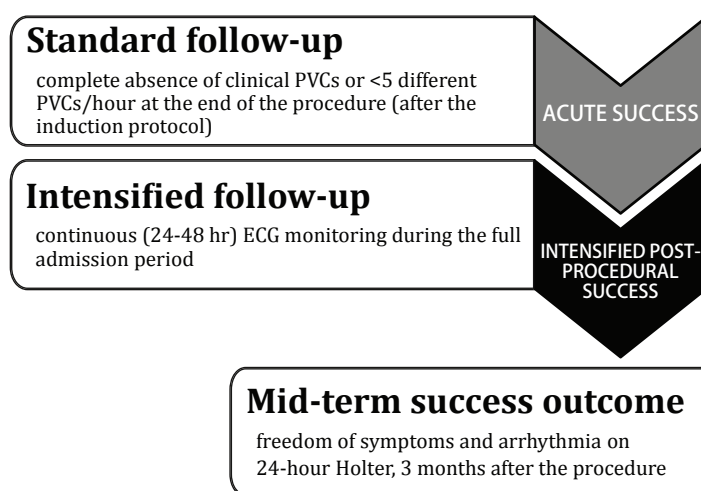 Standard follow-up
complete absence of clinical PVCs or <5 different
PVCs/hour at the end of the procedure (after the
induction protocol)
ACUTE SUCCESS
Intensified follow-up
continuous (24-48 hr) ECG monitoring during the full
admission period
INTENSIFIED POST-
PROCEDURAL
SUCCESS
Mid-term success outcome
freedom of symptoms and arrhythmia on
24-hour Holter, 3 months after the procedure